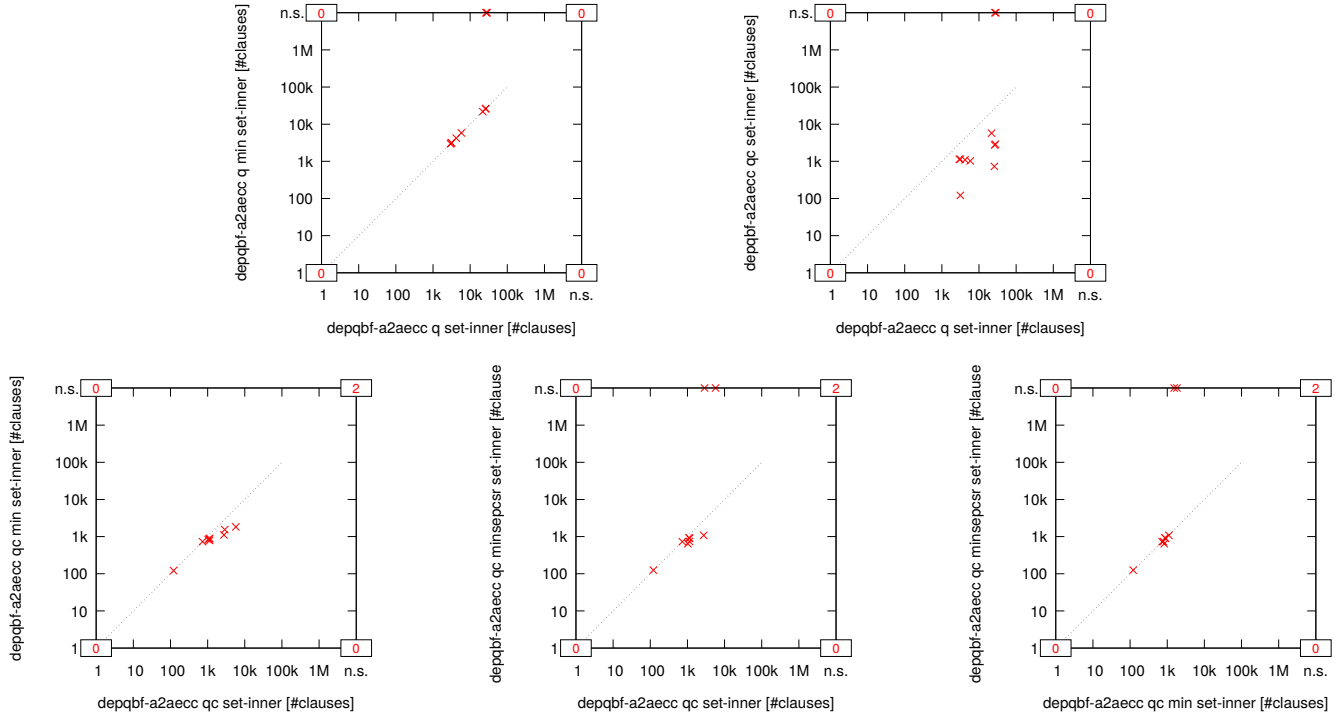 depqbf-a2aecc q min set-inner [#clauses]
n.s.
1M
100k
10k
1k
100
10
1
0
0
0
0
1 10 100 1k 10k 100k 1M n.s.
depqbf-a2aecc q set-inner [#clauses]
depqbf-a2aecc qc set-inner [#clauses]
n.s.
1M
100k
10k
1k
100
10
1
0
0
0
0
1 10 100 1k 10k 100k 1M n.s.
depqbf-a2aecc q set-inner [#clauses]
depqbf-a2aecc qc min set-inner [#clauses]
n.s.
1M
100k
10k
1k
100
10
1
0
2
0
0
1 10 100 1k 10k 100k 1M n.s.
depqbf-a2aecc qc set-inner [#clauses]
depqbf-a2aecc qc minsepcsr set-inner [#clause
n.s.
1M
100k
10k
1k
100
10
1
0
2
0
0
1 10 100 1k 10k 100k 1M n.s.
depqbf-a2aecc qc set-inner [#clauses]
depqbf-a2aecc qc minsepcsr set-inner [#clause
n.s.
1M
100k
10k
1k
100
10
1
0
2
0
0
1 10 100 1k 10k 100k 1M n.s.
depqbf-a2aecc qc min set-inner [#clauses]